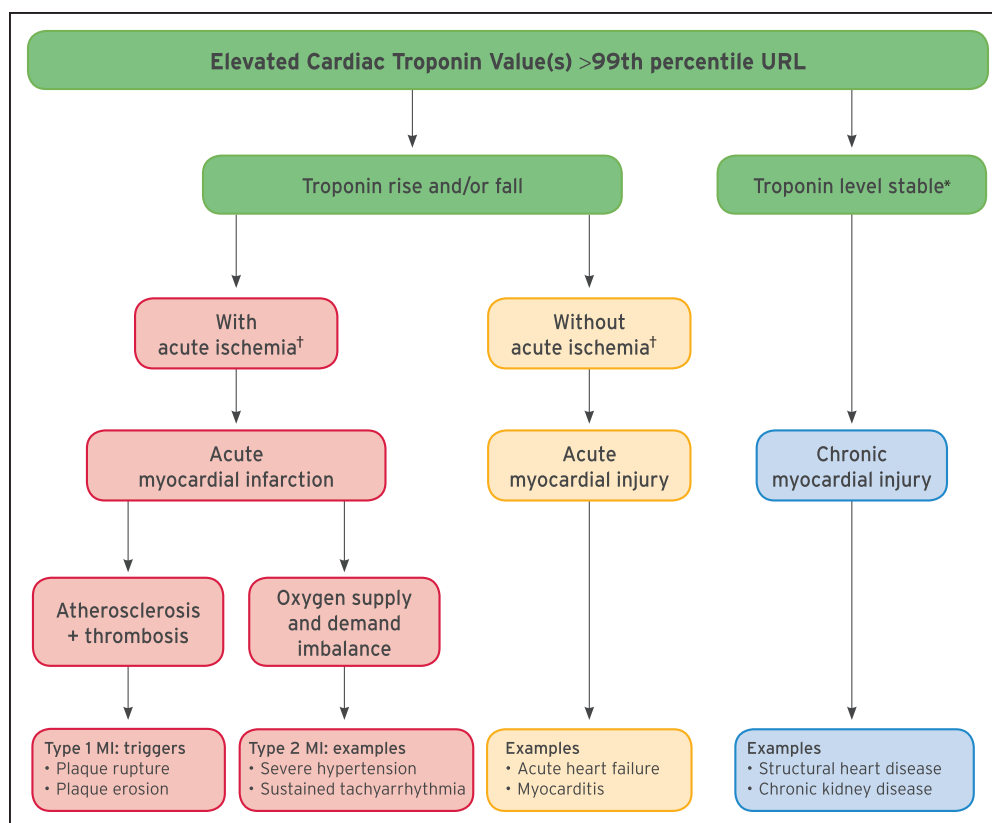 Elevated Cardiac Troponin Value(s) >99th percentile URL
Troponin rise and/or fall
Troponin level stable*
With
acute ischemia†
Without
acute ischemia†
Acute
myocardial infarction
Acute
myocardial injury
Chronic
myocardial injury
Atherosclerosis
+ thrombosis
Oxygen supply
and demand
imbalance
Type 1 MI: triggers
• Plaque rupture
• Plaque erosion
Type 2 MI: examples
• Severe hypertension
• Sustained tachyarrhythmia
Examples
• Acute heart failure
• Myocarditis
Examples
• Structural heart disease
• Chronic kidney disease